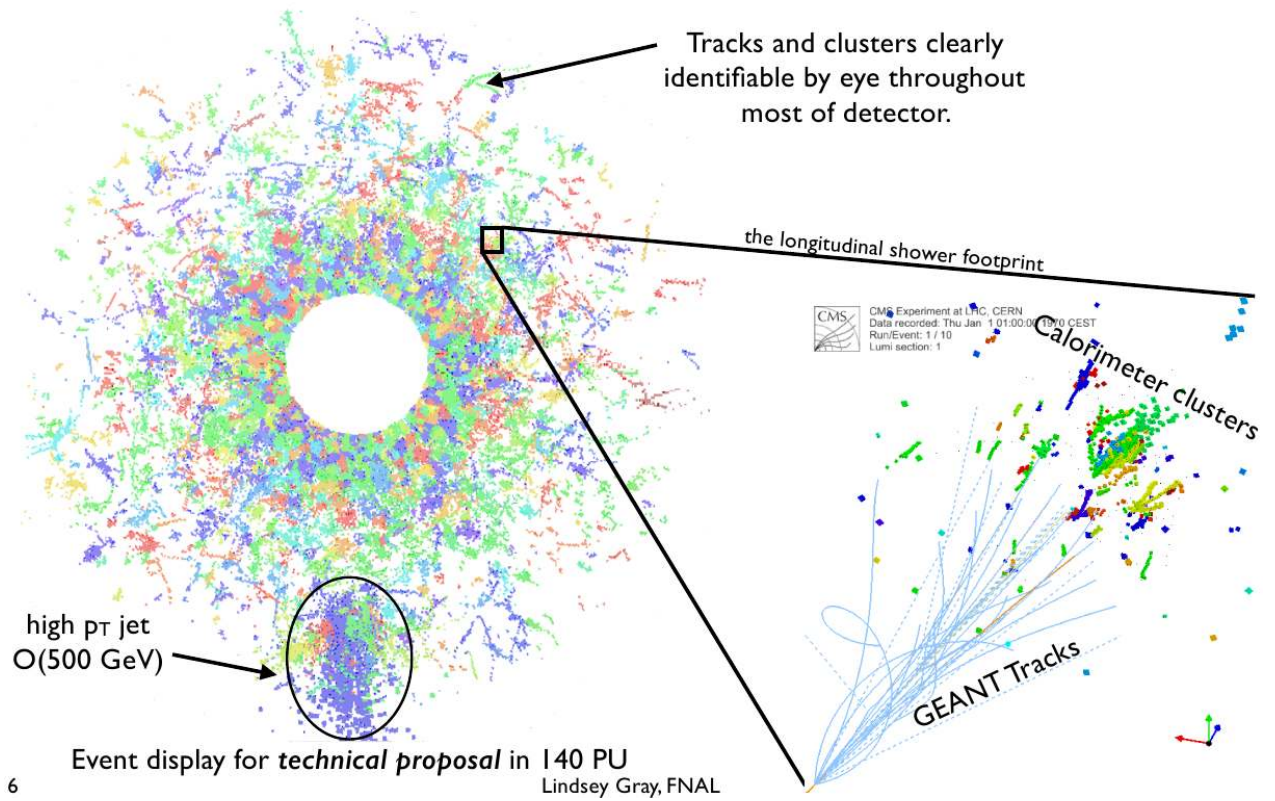 Tracks and clusters clearly
identifiable by eye throughout
most of detector.
the longitudinal shower footprint
CMS
CMS Experiment at LHC, CERN
Data recorded: Thu Jan 1 01:00:00 1970 CEST
Run/Event: 1 / 10
Lumi section: 1
Calorimeter clusters
GEANT Tracks
high pT jet
O(500 GeV)
Event display for technical proposal in 140 PU
6
Lindsey Gray, FNAL